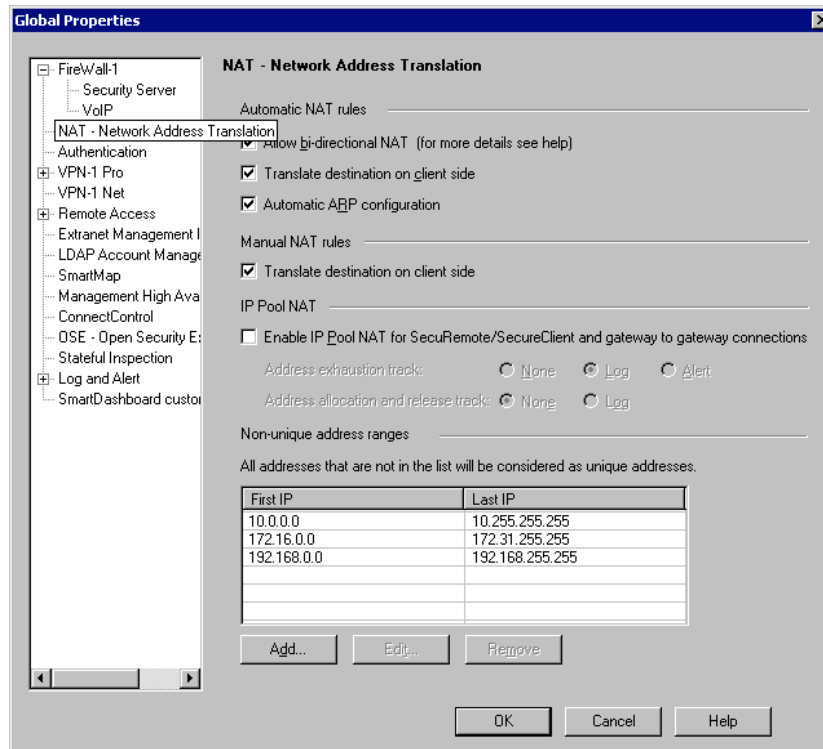 Global Properties
FireWall-1
Security Server
VoIP
NAT - Network Address Translation
Authentication
VPN-1 Pro
VPN-1 Net
Remote Access
Extranet Management I
LDAP Account Manage
SmartMap
Management High Ava
ConnectControl
OSE - Open Security E
Stateful Inspection
Log and Alert
SmartDashboard custo
NAT - Network Address Translation
Automatic NAT rules
Allow bi-directional NAT (for more details see help)
Translate destination on client side
Automatic ARP configuration
Manual NAT rules
Translate destination on client side
IP Pool NAT
Enable IP Pool NAT for SecuRemote/SecureClient and gateway to gateway connections
Address exhaustion track: None Log Alert
Address allocation and release track: None Log
Non-unique address ranges
All addresses that are not in the list will be considered as unique addresses.
First IP Last IP
10.0.0.0 10.255.255.255
172.16.0.0 172.31.255.255
192.168.0.0 192.168.255.255
Add... Edit... Remove
OK Cancel Help